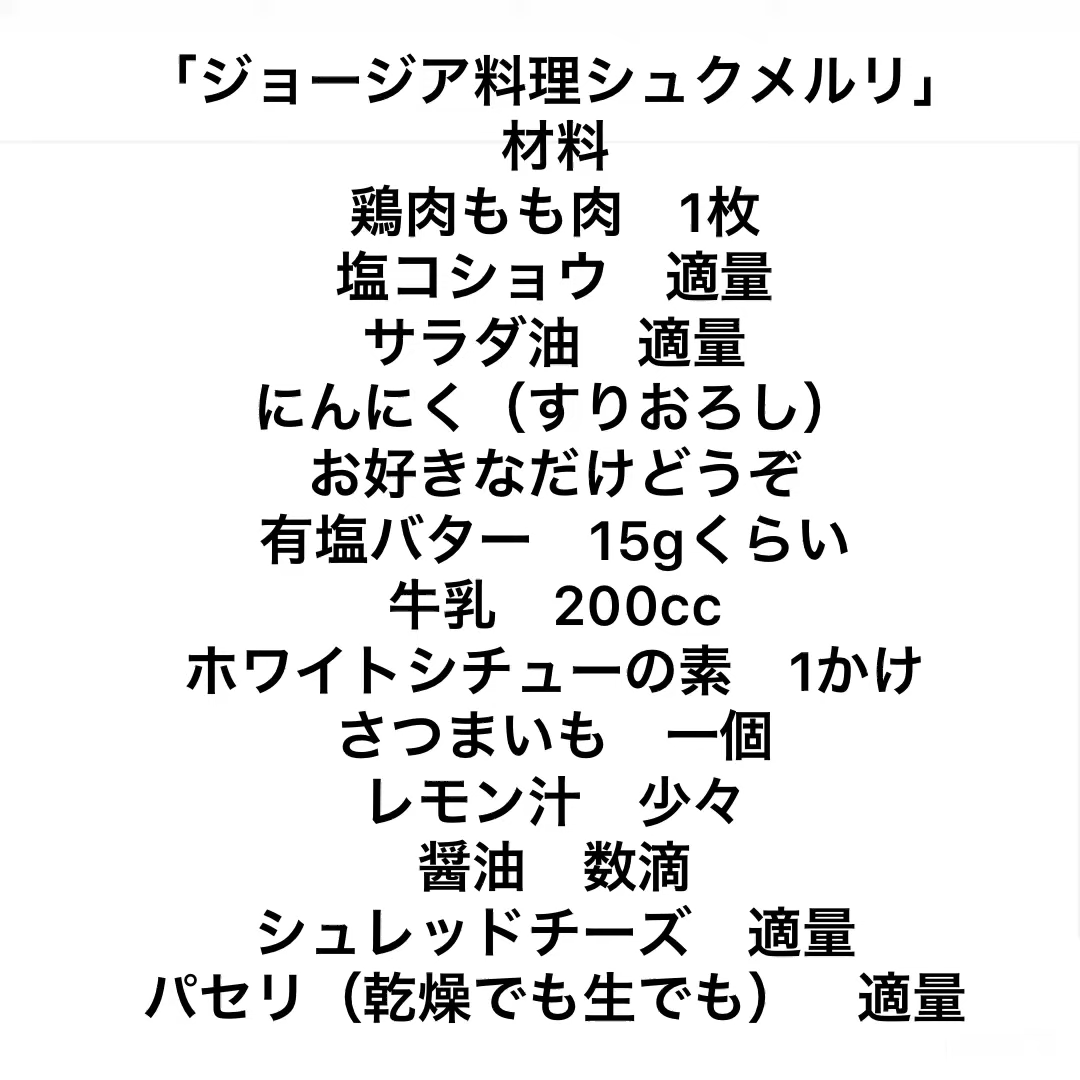 「ジョージア料理シュクメルリ」
材料
鶏肉もも肉　1枚
塩コショウ　適量
サラダ油　適量
にんにく（すりおろし）
お好きなだけどうぞ
有塩バター　15gくらい
牛乳　200cc
ホワイトシチューの素　1かけ
さつまいも　一個
レモン汁　少々
醤油　数滴
シュレッドチーズ　適量
パセリ（乾燥でも生でも）　適量